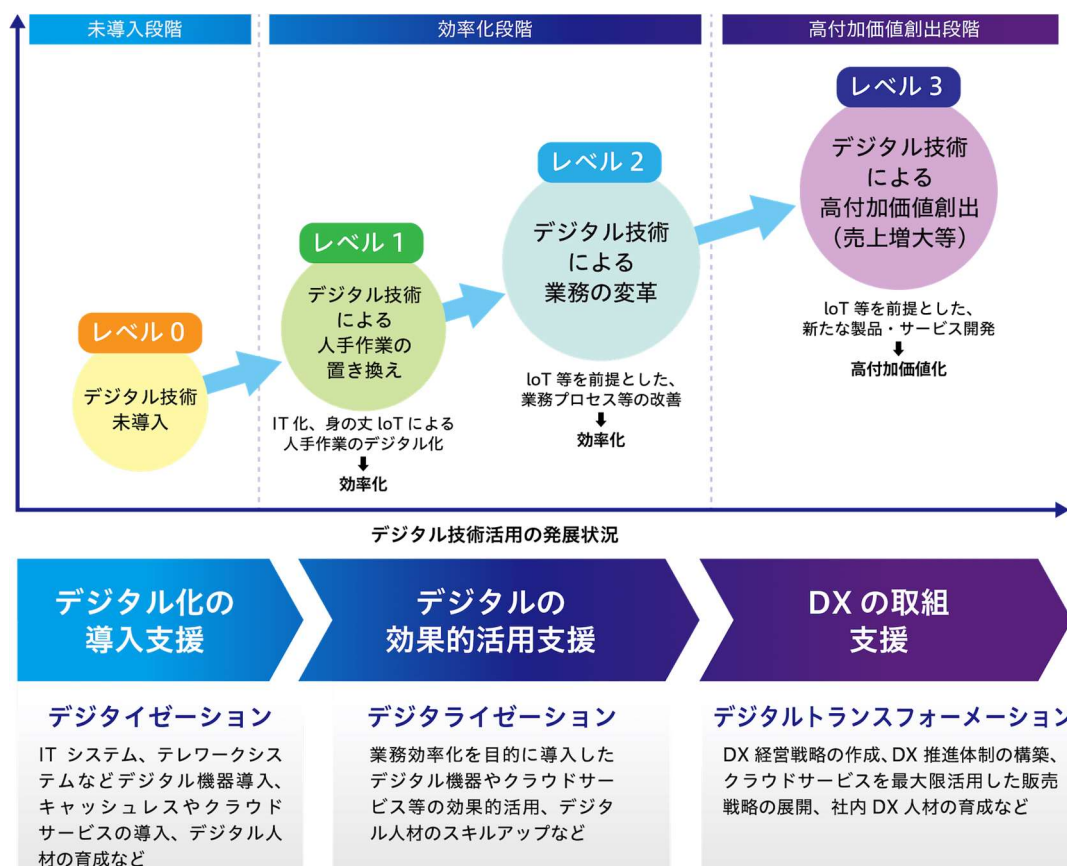 未導入段階
効率化段階
高付加価値創出段階
レベル 0
デジタル技術
未導入
レベル 1
デジタル技術
による
人手作業の
置き換え
IT 化、身の丈 IoT による
人手作業のデジタル化
効率化
レベル 2
デジタル技術
による
業務の変革
IoT 等を前提とした、
業務プロセス等の改善
効率化
レベル 3
デジタル技術
による
高付加価値創出
（売上増大等）
IoT 等を前提とした、
新たな製品・サービス開発
高付加価値化
デジタル技術活用の発展状況
デジタル化の
導入支援
デジタルの
効果的活用支援
DX の取組
支援
デジタイゼーション
IT システム、テレワークシ
ステムなどデジタル機器導入、
キャッシュレスやクラウド
サービスの導入、デジタル人
材の育成など
デジタライゼーション
業務効率化を目的に導入した
デジタル機器やクラウドサー
ビス等の効果的活用、デジタ
ル人材のスキルアップなど
デジタルトランスフォーメーション
DX 経営戦略の作成、DX 推進体制の構築、
クラウドサービスを最大限活用した販売
戦略の展開、社内 DX 人材の育成など